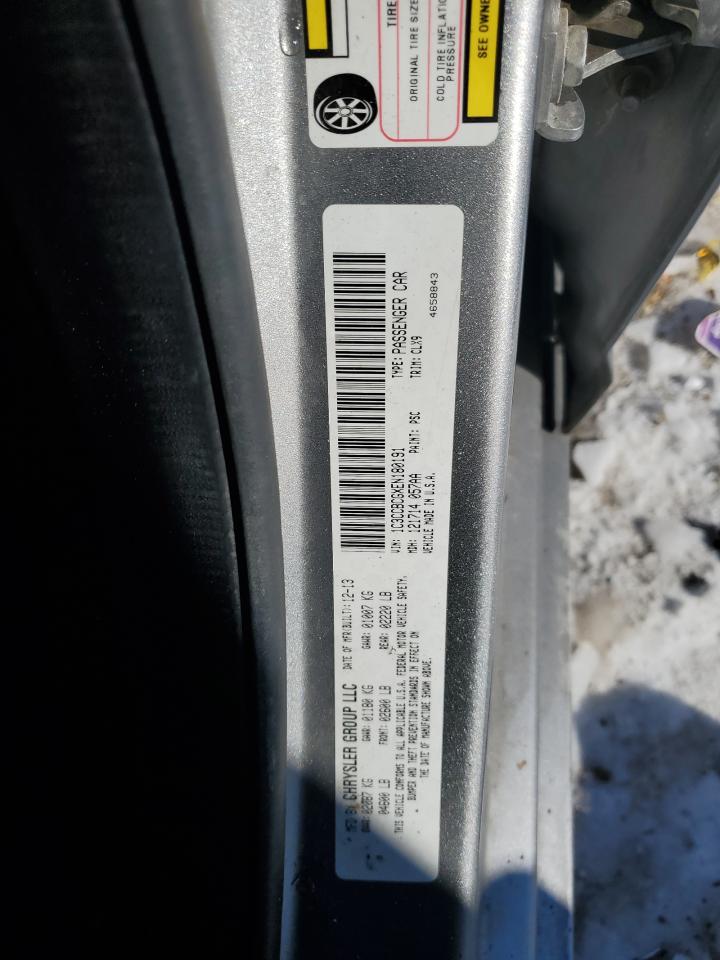 TIRE
ORIGINAL TIRE SIZE
COLD TIRE INFLATIO
PRESSURE
SEE OWNE
MFD BY CHRYSLER GROUP LLC DATE OF MFR(BUILT): 12-13
GVWR: 02087 KG GAWR: 01180 KG GAWR: 01007 KG
04600 LB FRONT: 02600 LB REAR: 02220 LB
THIS VEHICLE CONFORMS TO ALL APPLICABLE U.S.A. FEDERAL MOTOR VEHICLE SAFETY,
BUMPER AND THEFT PREVENTION STANDARDS IN EFFECT ON
THE DATE OF MANUFACTURE SHOWN ABOVE.
VIN: 1C3CCBCGXEN180191 TYPE: PASSENGER CAR
MDH: 121714 057AA PAINT: PSC TRIM: CLX9
VEHICLE MADE IN U.S.A. 4658843